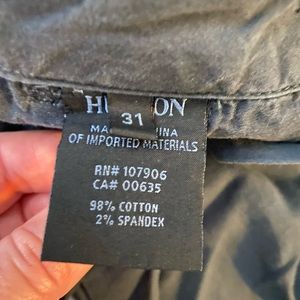 31
OF IMPORTED MATERIALS
RN# 107906
CA# 00635
98% COTTON
2% SPANDEX